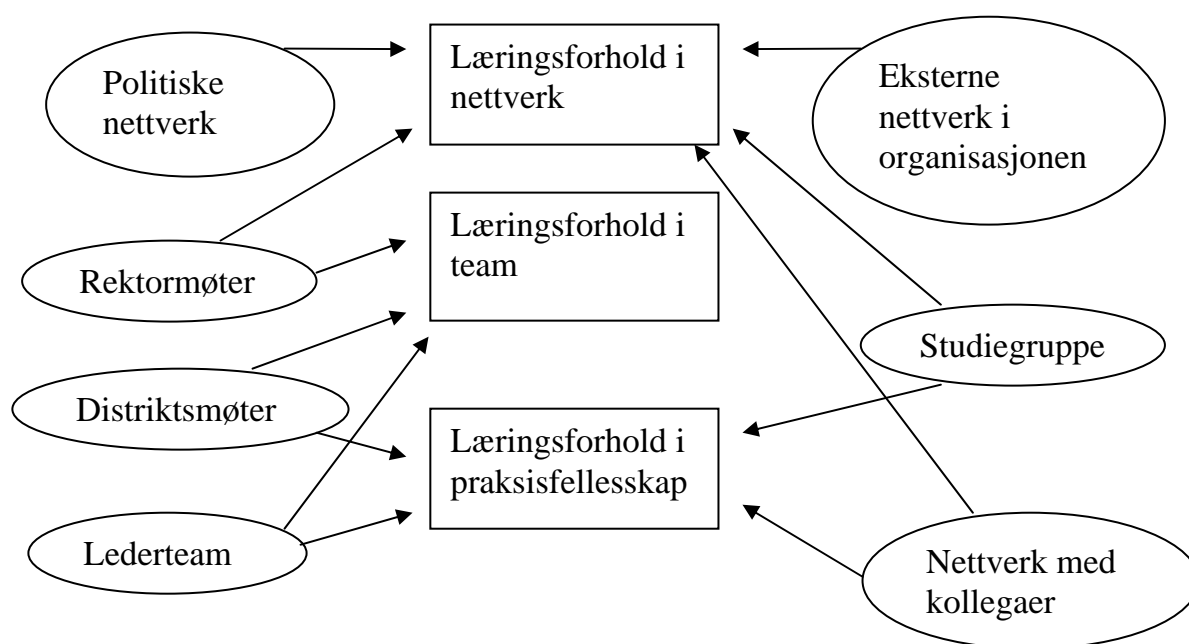 Politiske
nettverk
Læringsforhold i
nettverk
Eksterne
nettverk i
organisasjonen
Rektormøter
Læringsforhold i
team
Studiegruppe
Distriktsmøter
Læringsforhold i
praksisfellesskap
Lederteam
Nettverk med
kollegaer